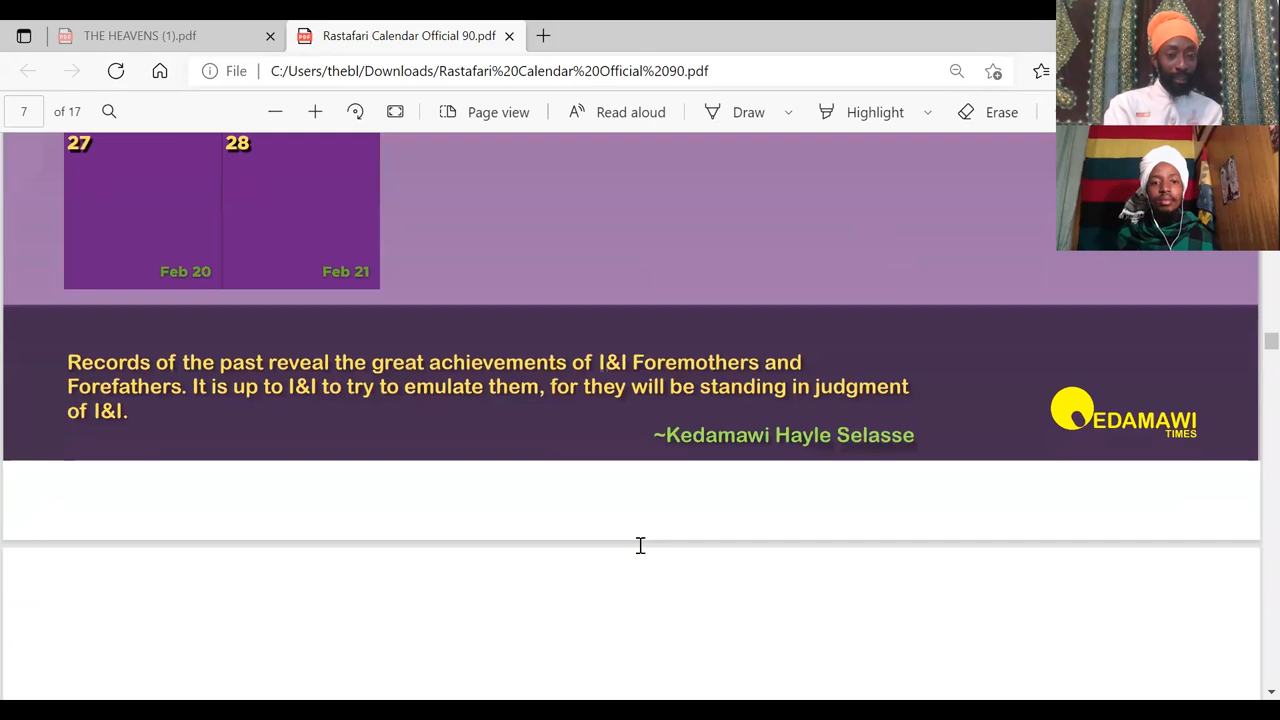 THE HEAVENS (1).pdf
Rastafari Calendar Official 90.pdf
File
C:/Users/thebl/Downloads/Rastafari%20Calendar%20Official%2090.pdf
7 of 17
Page view
Read aloud
Draw
Highlight
Erase
27 28
Feb 20 Feb 21
Records of the past reveal the great achievements of I&I Foremothers and
Forefathers. It is up to I&I to try to emulate them, for they will be standing in judgment
of I&I.
~Kedamawi Hayle Selasse
EDAMAWI
TIMES